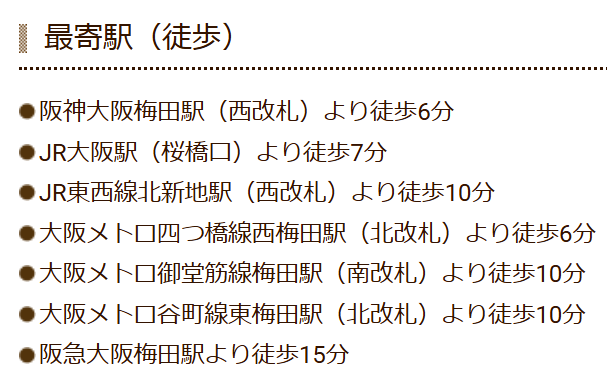 最寄駅（徒歩）
●阪神大阪梅田駅（西改札）より徒歩6分
●JR大阪駅（桜橋口）より徒歩7分
●JR東西線北新地駅（西改札）より徒歩10分
●大阪メトロ四つ橋線西梅田駅（北改札）より徒歩6分
●大阪メトロ御堂筋線梅田駅（南改札）より徒歩10分
●大阪メトロ谷町線東梅田駅（北改札）より徒歩10分
●阪急大阪梅田駅より徒歩15分